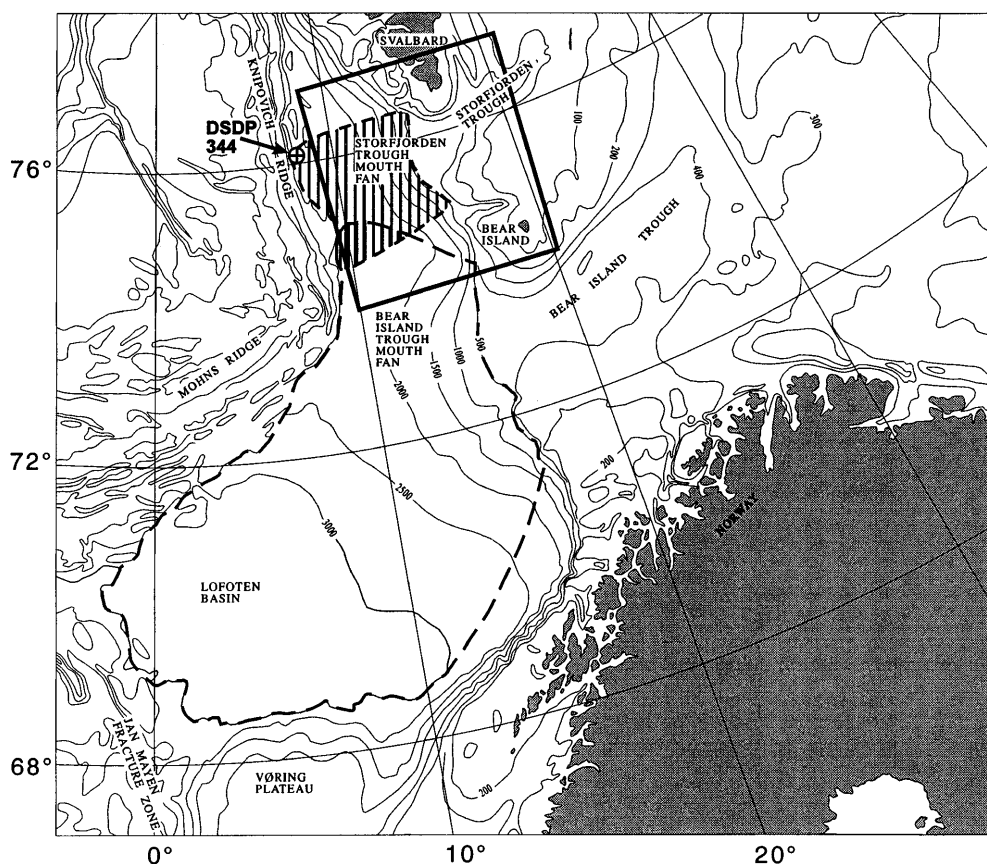 SVALBARD
KNIPOVICH
RIDGE
STORFJORDEN
TROUGH
DSDP
344
STORFJORDEN
TROUGH
MOUTH
FAN
100
200
300
400
76°
BEAR
ISLAND
BEAR ISLAND TROUGH
BEAR
ISLAND
TROUGH
MOUTH
FAN
500
1000
1500
2000
MOHNS RIDGE
72°
200
2500
3000
NORWAY
LOFOTEN
BASIN
JAN MAYEN
FRACTURE ZONE
68°
VØRING
PLATEAU
200
0°
10°
20°